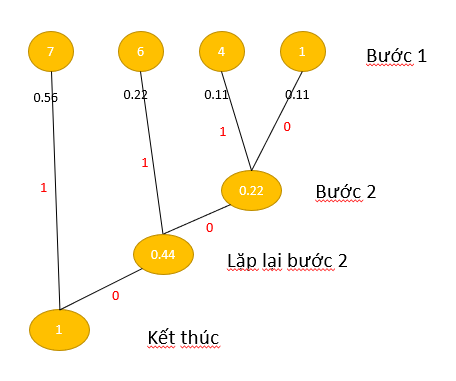 7 6 4 1 Bước 1
0.56 0.22 0.11 0.11
1 0
1
1 0.22 Bước 2
0
0.44 Lặp lại bước 2
0
1 Kết thúc